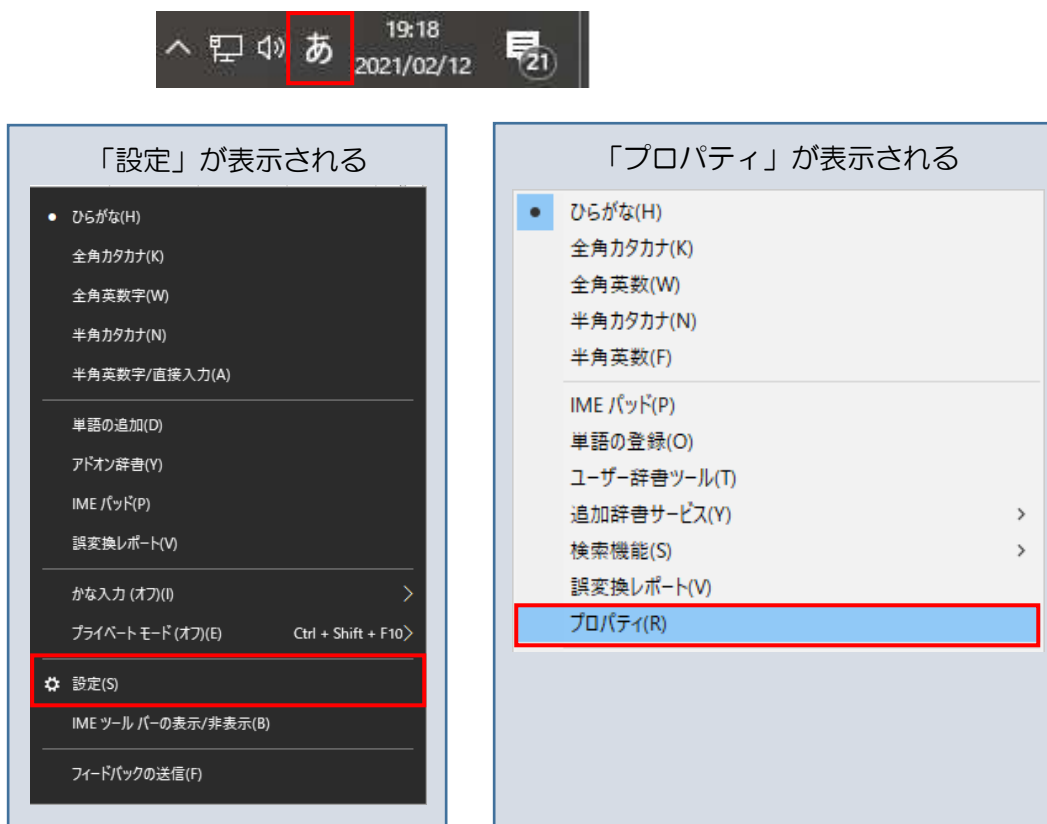 あ
19:18
2021/02/12
21
「設定」が表示される
ひらがな(H)
全角カタカナ(K)
全角英数字(W)
半角カタカナ(N)
半角英数字/直接入力(A)
単語の追加(D)
アドオン辞書(Y)
IME パッド(P)
誤変換レポート(V)
かな入力 (オフ)(I)
プライベート モード (オフ)(E) Ctrl + Shift + F10
設定(S)
IME ツール バーの表示/非表示(B)
フィードバックの送信(F)
「プロパティ」が表示される
ひらがな(H)
全角カタカナ(K)
全角英数(W)
半角カタカナ(N)
半角英数(F)
IME パッド(P)
単語の登録(O)
ユーザー辞書ツール(T)
追加辞書サービス(Y)
検索機能(S)
誤変換レポート(V)
プロパティ(R)